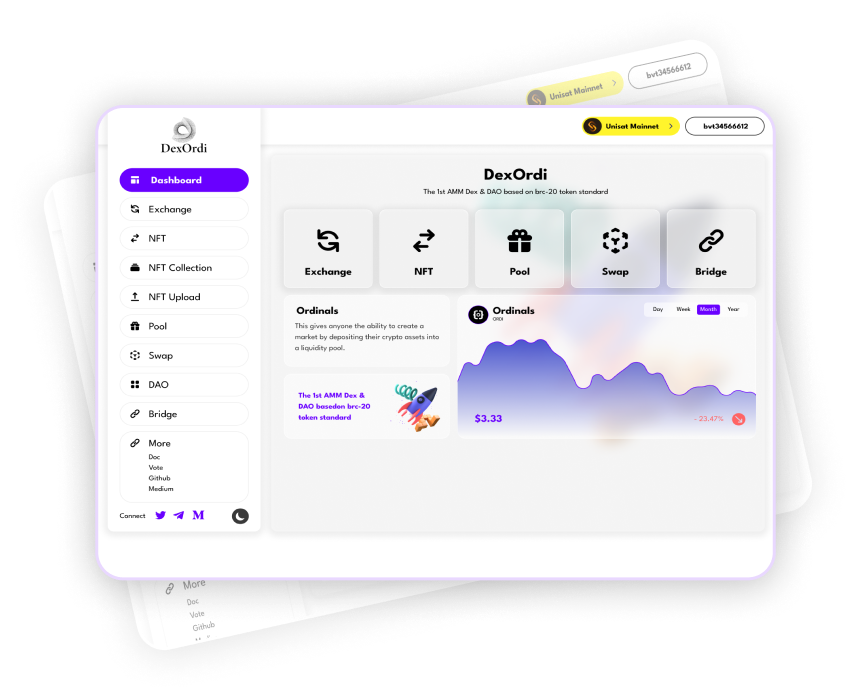 Unisat Mainnet
bvt34566612
DexOrdi
Unisat Mainnet
bvt34566612
Dashboard
Exchange
NFT
NFT Collection
NFT Upload
Pool
Swap
DAO
Bridge
More
Doc
Vote
Github
Medium
Connect
M
DexOrdi
The 1st AMM Dex & DAO based on brc-20 token standard
Exchange
NFT
Pool
Swap
Bridge
Ordinals
This gives anyone the ability to create a
market by depositing their crypto assets into
a liquidity pool.
The 1st AMM Dex &
DAO basedon brc-20
token standard
Ordinals
ORDI
Day Week Month Year
$3.33
- 23.47%
More
Doc
Vote
Github